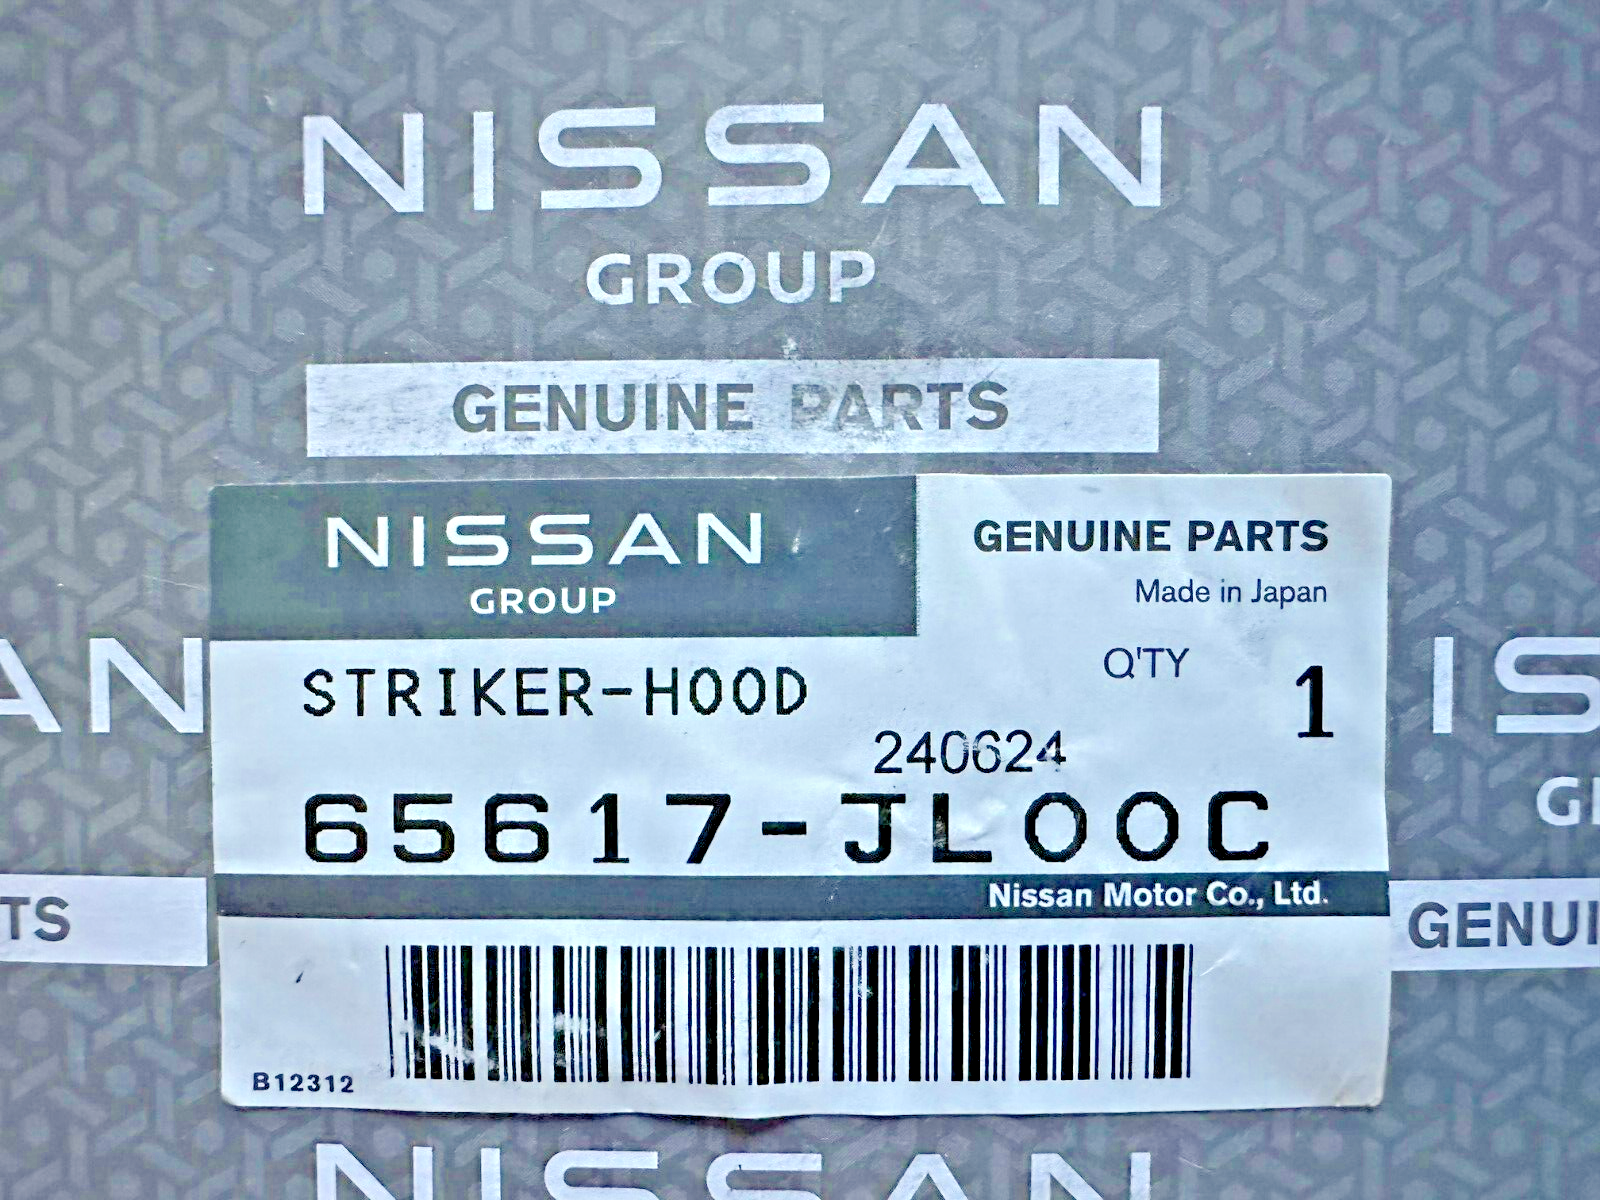 NISSAN
GROUP
GENUINE PARTS
NISSAN
GROUP
GENUINE PARTS
Made in Japan
Q'TY 1
STRIKER-HOOD
240624
65617-JL00C
Nissan Motor Co., Ltd.
B12312
AN
IS
G
TS
GENUI
NISSAN